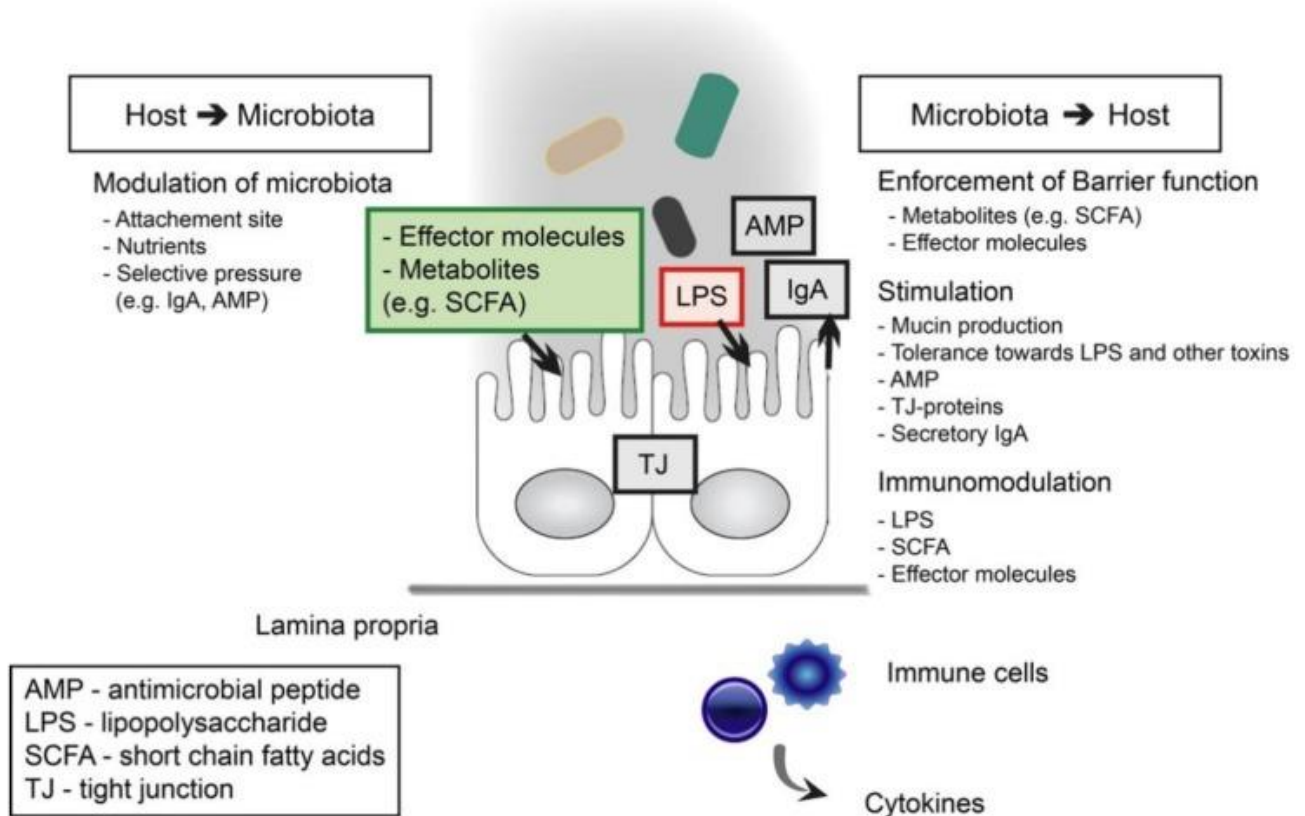 Host ➔ Microbiota
Modulation of microbiota
- Attachement site
- Nutrients
- Selective pressure
(e.g. IgA, AMP)
- Effector molecules
- Metabolites
(e.g. SCFA)
LPS
AMP
IgA
TJ
Microbiota ➔ Host
Enforcement of Barrier function
- Metabolites (e.g. SCFA)
- Effector molecules
Stimulation
- Mucin production
- Tolerance towards LPS and other toxins
- AMP
- TJ-proteins
- Secretory IgA
Immunomodulation
- LPS
- SCFA
- Effector molecules
Lamina propria
AMP - antimicrobial peptide
LPS - lipopolysaccharide
SCFA - short chain fatty acids
TJ - tight junction
Immune cells
Cytokines